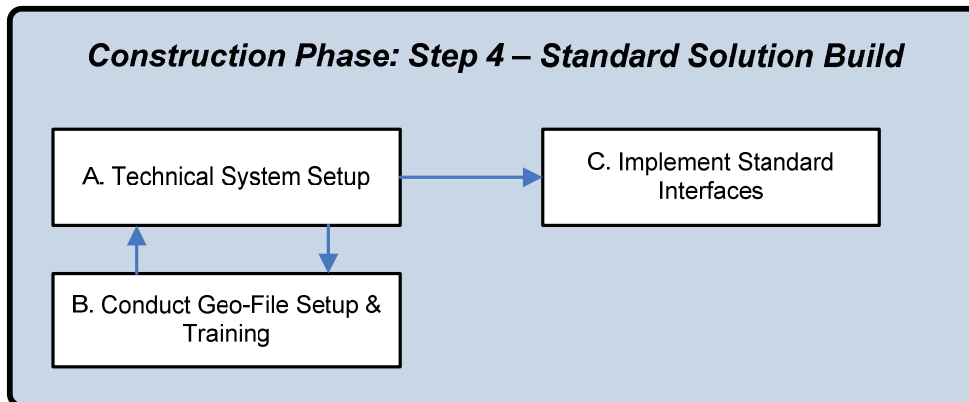 Construction Phase: Step 4 – Standard Solution Build
A. Technical System Setup
C. Implement Standard
Interfaces
B. Conduct Geo-File Setup &
Training